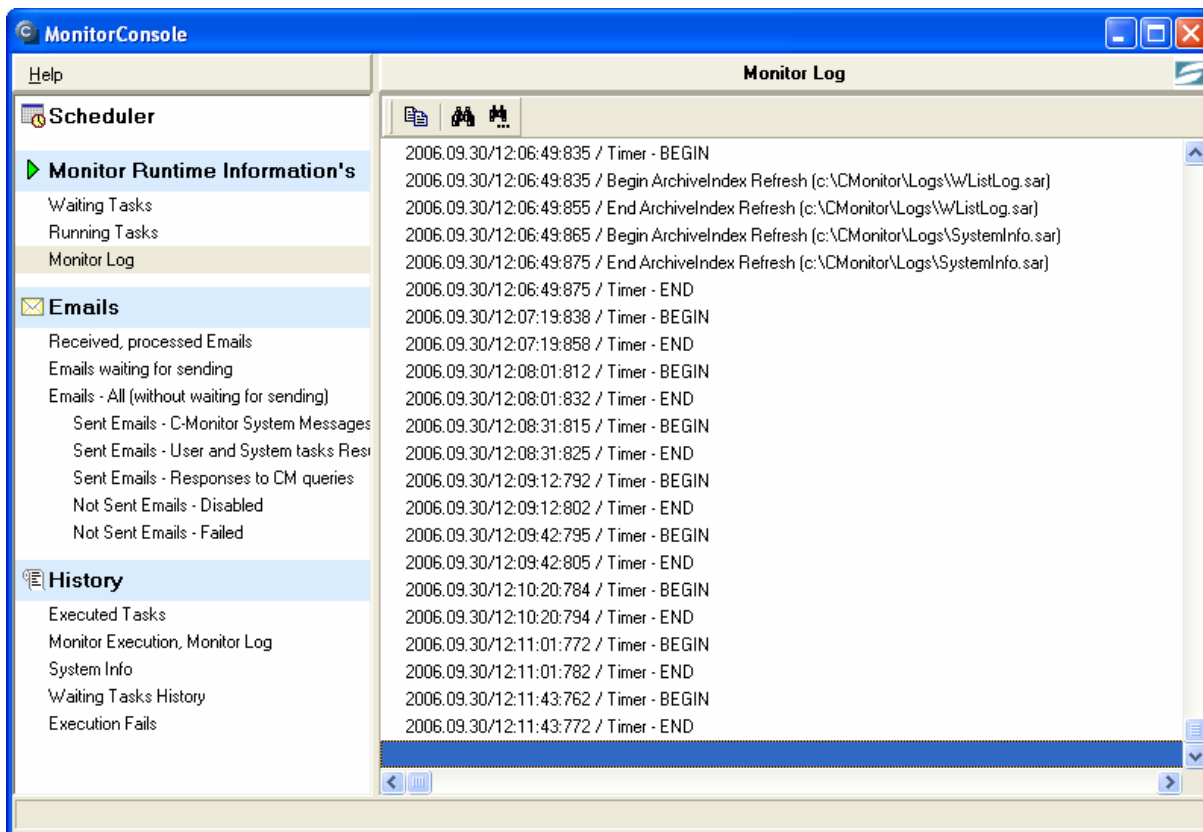 MonitorConsole
Help
Monitor Log
Scheduler
Monitor Runtime Information's
Waiting Tasks
Running Tasks
Monitor Log
Emails
Received, processed Emails
Emails waiting for sending
Emails - All (without waiting for sending)
Sent Emails - C-Monitor System Messages
Sent Emails - User and System tasks Resu
Sent Emails - Responses to CM queries
Not Sent Emails - Disabled
Not Sent Emails - Failed
History
Executed Tasks
Monitor Execution, Monitor Log
System Info
Waiting Tasks History
Execution Fails
2006.09.30/12:06:49:835 / Timer - BEGIN
2006.09.30/12:06:49:835 / Begin ArchiveIndex Refresh (c:\CMonitor\Logs\WListLog.sar)
2006.09.30/12:06:49:855 / End ArchiveIndex Refresh (c:\CMonitor\Logs\WListLog.sar)
2006.09.30/12:06:49:865 / Begin ArchiveIndex Refresh (c:\CMonitor\Logs\SystemInfo.sar)
2006.09.30/12:06:49:875 / End ArchiveIndex Refresh (c:\CMonitor\Logs\SystemInfo.sar)
2006.09.30/12:06:49:875 / Timer - END
2006.09.30/12:07:19:838 / Timer - BEGIN
2006.09.30/12:07:19:858 / Timer - END
2006.09.30/12:08:01:812 / Timer - BEGIN
2006.09.30/12:08:01:832 / Timer - END
2006.09.30/12:08:31:815 / Timer - BEGIN
2006.09.30/12:08:31:825 / Timer - END
2006.09.30/12:09:12:792 / Timer - BEGIN
2006.09.30/12:09:12:802 / Timer - END
2006.09.30/12:09:42:795 / Timer - BEGIN
2006.09.30/12:09:42:805 / Timer - END
2006.09.30/12:10:20:784 / Timer - BEGIN
2006.09.30/12:10:20:794 / Timer - END
2006.09.30/12:11:01:772 / Timer - BEGIN
2006.09.30/12:11:01:782 / Timer - END
2006.09.30/12:11:43:762 / Timer - BEGIN
2006.09.30/12:11:43:772 / Timer - END